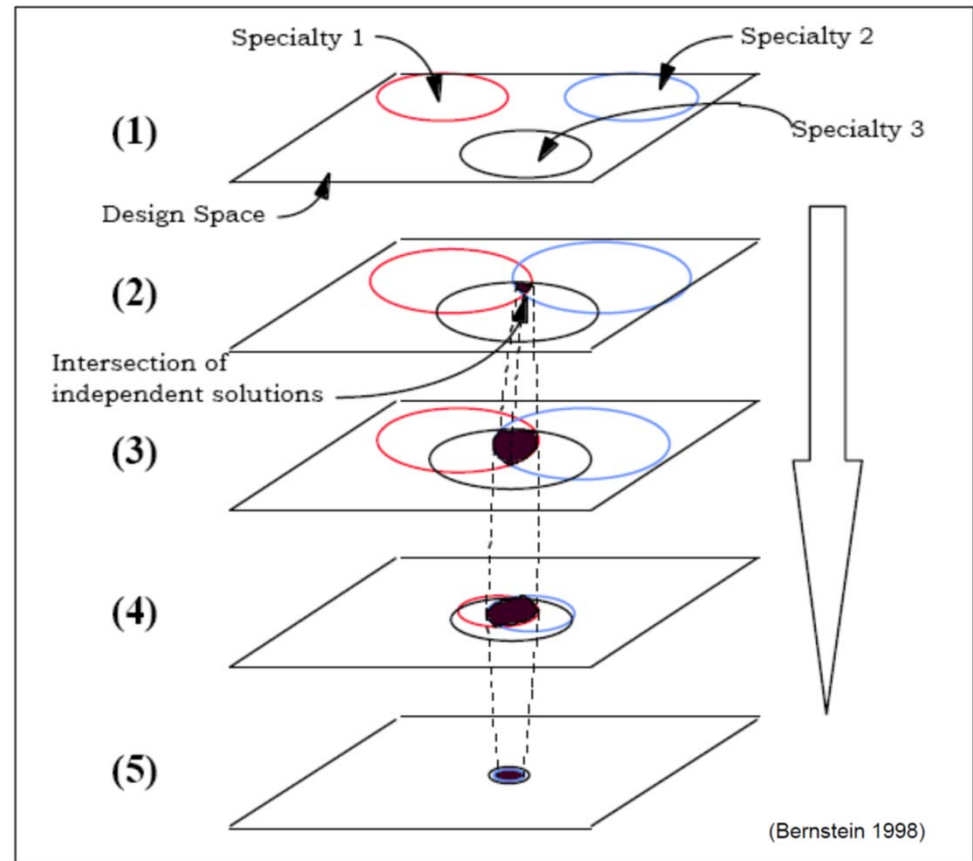 Specialty 1
Specialty 2
(1)
Specialty 3
Design Space
(2)
Intersection of
independent solutions
(3)
(4)
(5)
(Bernstein 1998)